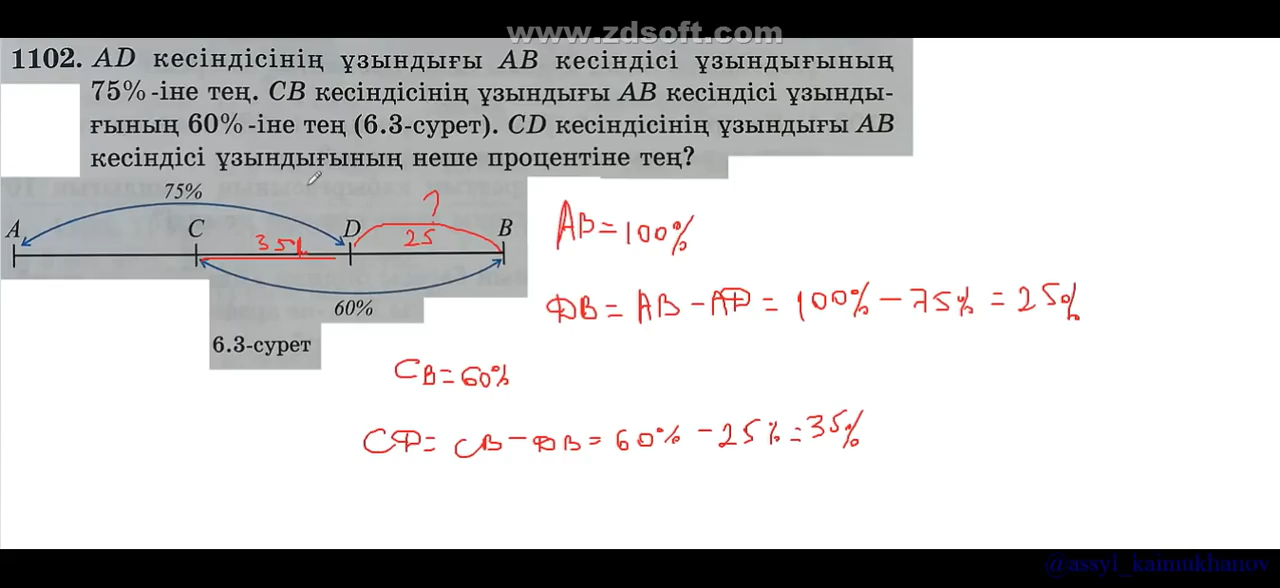 www.zdsoft.com
1102. AD кесіндісінің ұзындығы AB кесіндісі ұзындығының
75%-іне тең. CB кесіндісінің ұзындығы AB кесіндісі ұзынды-
ғының 60%-іне тең (6.3-сурет). CD кесіндісінің ұзындығы AB
кесіндісі ұзындығының неше процентіне тең?
75%
?
A C D B
35% 25
60%
6.3-сурет
AB=100%
DB = AB - AD = 100% - 75% = 25%
CB=60%
CD= CB-DB = 60% - 25% = 35%
@assyl_kaimukhanov